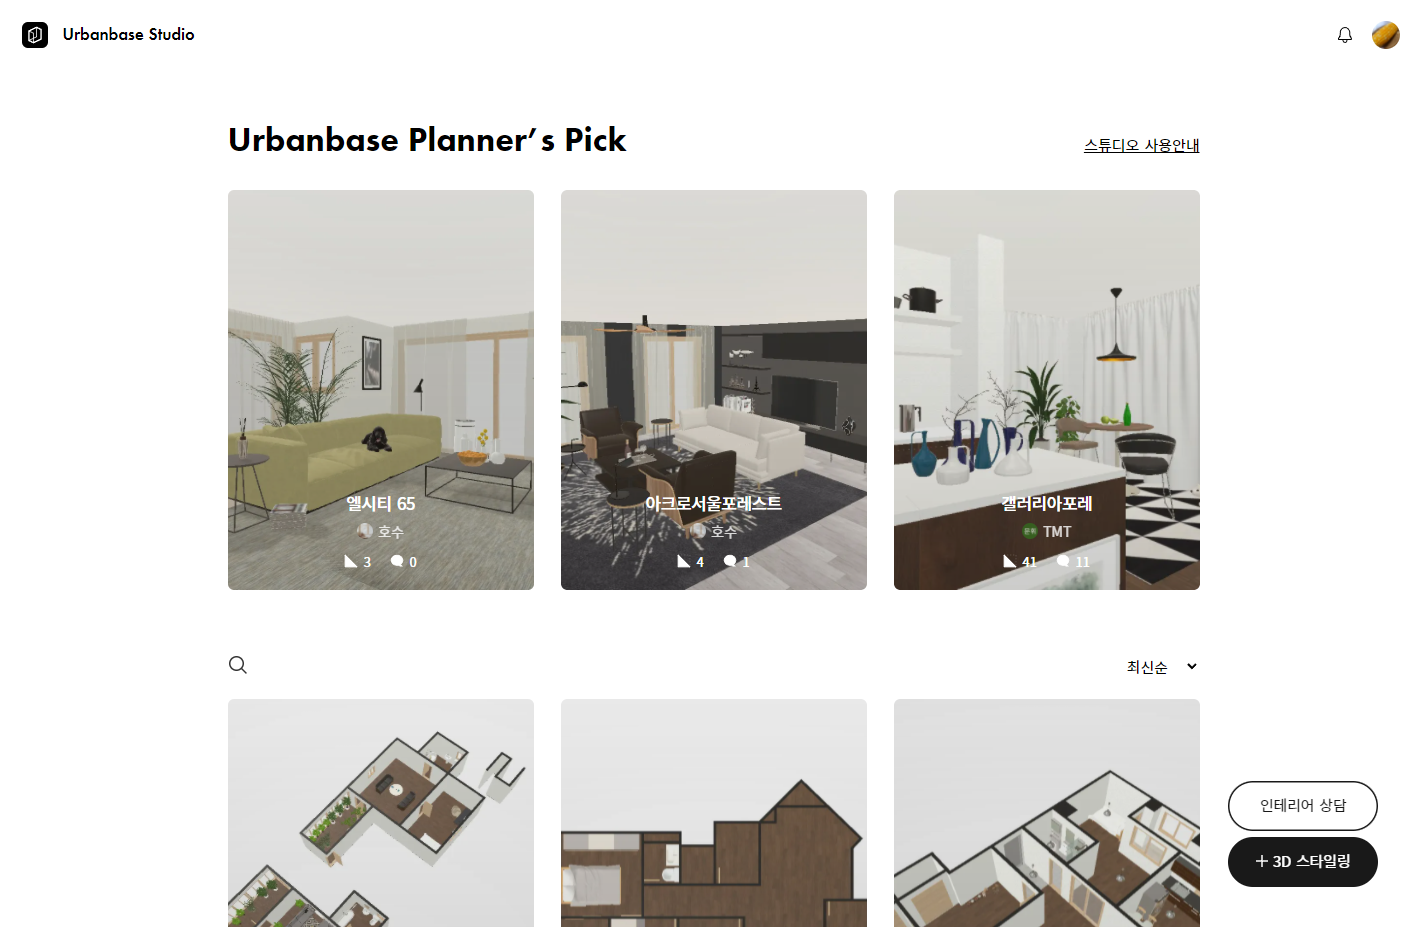 Urbanbase Studio
Urbanbase Planner’s Pick
스튜디오 사용안내
엘시티 65
호수
3 0
아크로서울포레스트
호수
4 1
갤러리아포레
TMT
41 11
최신순
인테리어 상담
+ 3D 스타일링